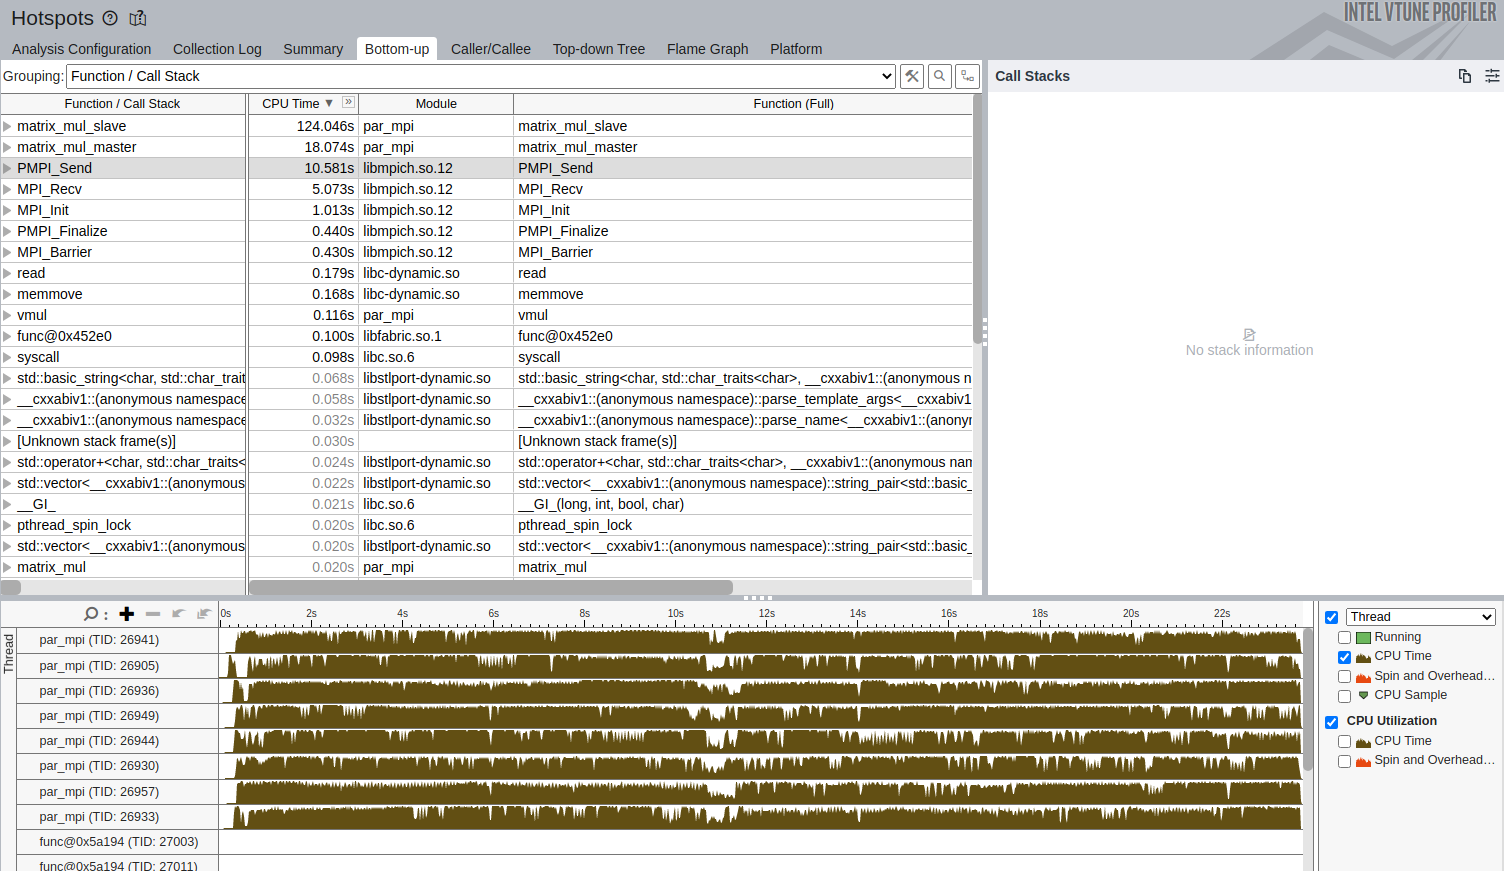 Hotspots
INTEL VTUNE PROFILER
Analysis Configuration Collection Log Summary Bottom-up Caller/Callee Top-down Tree Flame Graph Platform
Grouping: Function / Call Stack
Call Stacks
Function / Call Stack CPU Time ▼ » Module Function (Full)
matrix_mul_slave 124.046s par_mpi matrix_mul_slave
matrix_mul_master 18.074s par_mpi matrix_mul_master
PMPI_Send 10.581s libmpich.so.12 PMPI_Send
MPI_Recv 5.073s libmpich.so.12 MPI_Recv
MPI_Init 1.013s libmpich.so.12 MPI_Init
PMPI_Finalize 0.440s libmpich.so.12 PMPI_Finalize
MPI_Barrier 0.430s libmpich.so.12 MPI_Barrier
read 0.179s libc-dynamic.so read
memmove 0.168s libc-dynamic.so memmove
vmul 0.116s par_mpi vmul
func@0x452e0 0.100s libfabric.so.1 func@0x452e0
syscall 0.098s libc.so.6 syscall
std::basic_string<char, std::char_trait 0.068s libstlport-dynamic.so std::basic_string<char, std::char_traits<char>, __cxxabiv1::(anonymous n
__cxxabiv1::(anonymous namespace 0.058s libstlport-dynamic.so __cxxabiv1::(anonymous namespace)::parse_template_args<__cxxabiv1
__cxxabiv1::(anonymous namespace 0.032s libstlport-dynamic.so __cxxabiv1::(anonymous namespace)::parse_name<__cxxabiv1::(anony
[Unknown stack frame(s)] 0.030s [Unknown stack frame(s)]
std::operator+<char, std::char_traits< 0.024s libstlport-dynamic.so std::operator+<char, std::char_traits<char>, __cxxabiv1::(anonymous nam
std::vector<__cxxabiv1::(anonymous 0.022s libstlport-dynamic.so std::vector<__cxxabiv1::(anonymous namespace)::string_pair<std::basic_
__GI_ 0.021s libc.so.6 __GI_(long, int, bool, char)
pthread_spin_lock 0.020s libc.so.6 pthread_spin_lock
std::vector<__cxxabiv1::(anonymous 0.020s libstlport-dynamic.so std::vector<__cxxabiv1::(anonymous namespace)::string_pair<std::basic_
matrix_mul 0.020s par_mpi matrix_mul
No stack information
0s 2s 4s 6s 8s 10s 12s 14s 16s 18s 20s 22s
Thread
par_mpi (TID: 26941)
par_mpi (TID: 26905)
par_mpi (TID: 26936)
par_mpi (TID: 26949)
par_mpi (TID: 26944)
par_mpi (TID: 26930)
par_mpi (TID: 26957)
par_mpi (TID: 26933)
func@0x5a194 (TID: 27003)
func@0x5a194 (TID: 27011)
Thread
Running
CPU Time
Spin and Overhead...
CPU Sample
CPU Utilization
CPU Time
Spin and Overhead...